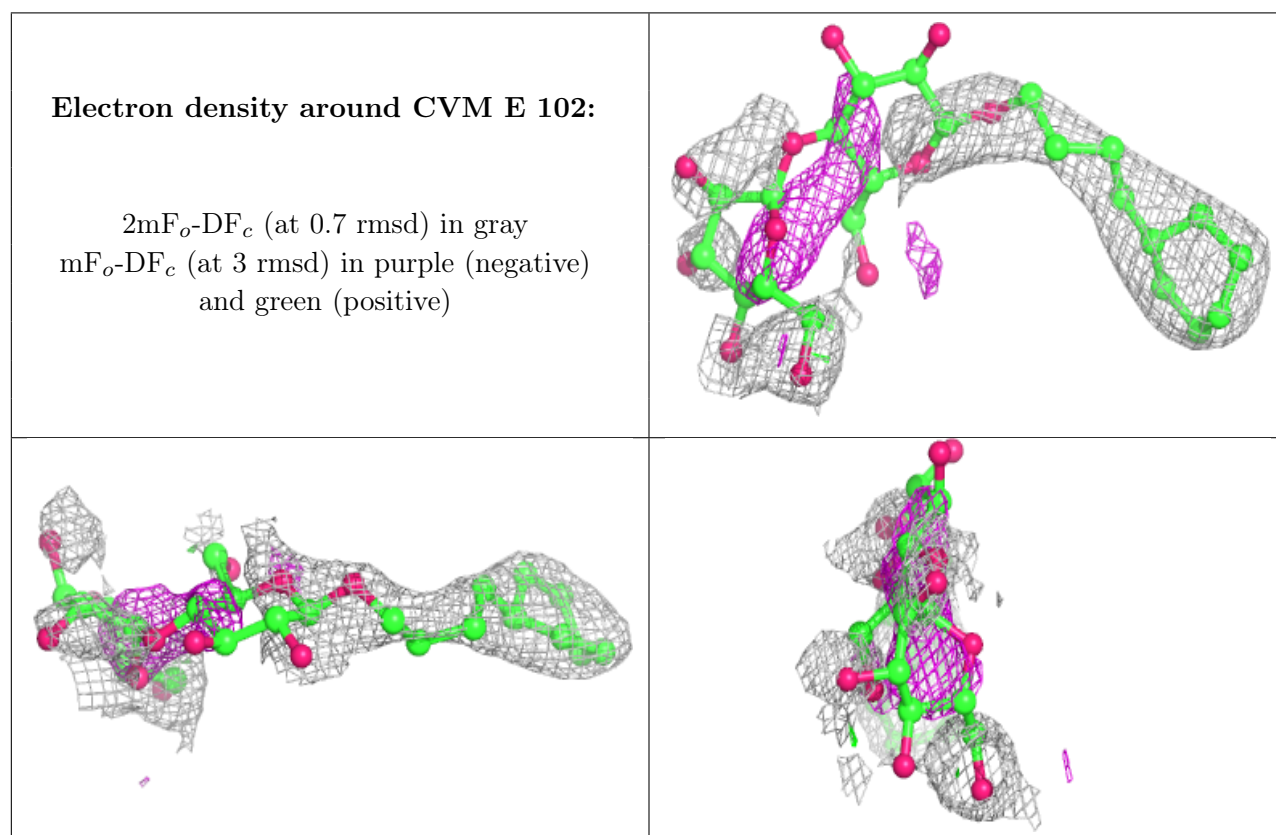 Electron density around CVM E 102:
2mFo-DFc (at 0.7 rmsd) in gray
mFo-DFc (at 3 rmsd) in purple (negative)
and green (positive)